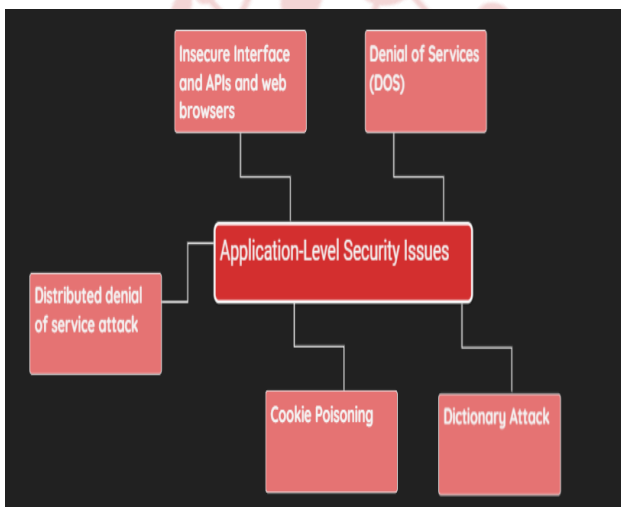 Insecure Interface
and APIs and web
browsers
Denial of Services
(DOS)
Application-Level Security Issues
Distributed denial
of service attack
Cookie Poisoning
Dictionary Attack